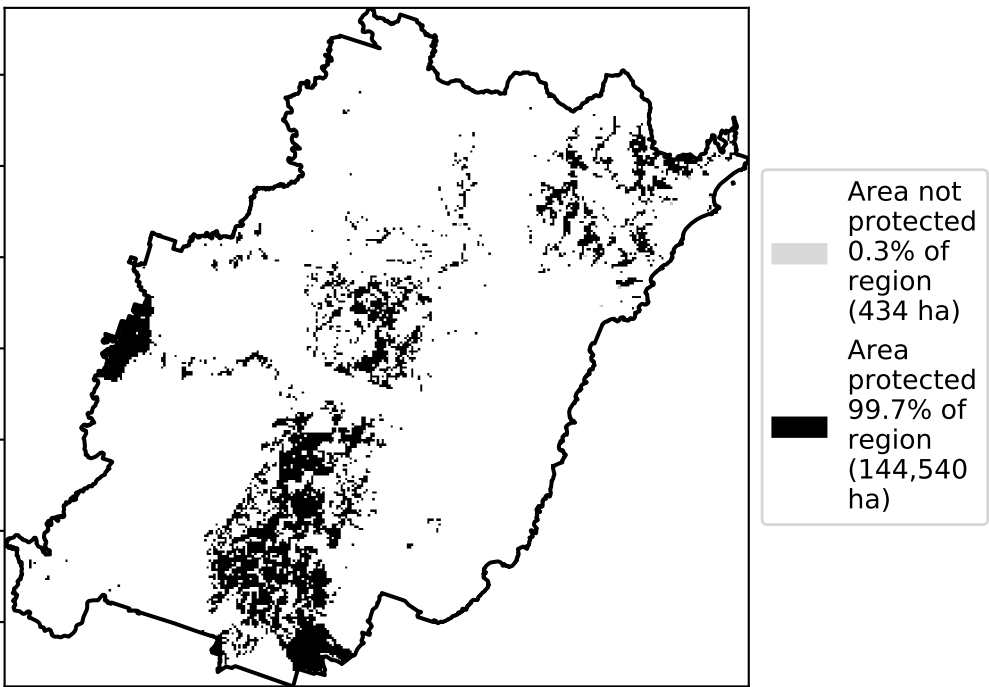 Area not
protected
0.3% of
region
(434 ha)
Area
protected
99.7% of
region
(144,540
ha)